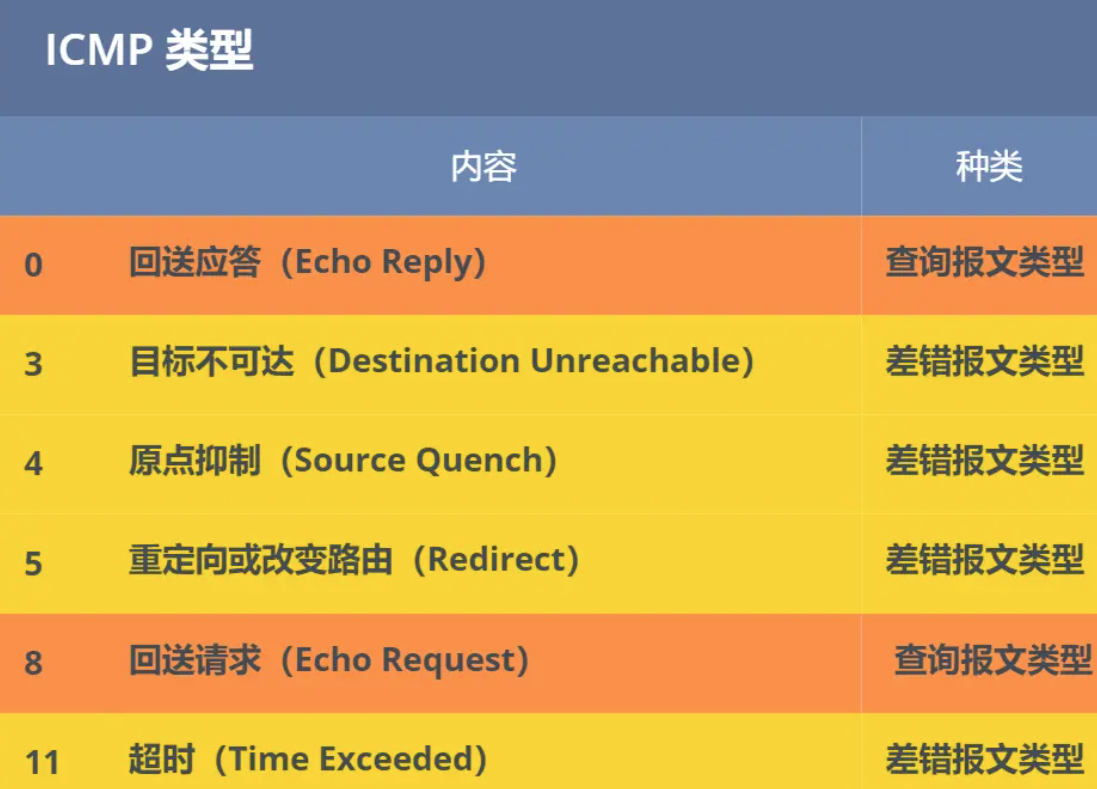 ICMP 类型
内容 种类
0 回送应答（Echo Reply） 查询报文类型
3 目标不可达（Destination Unreachable） 差错报文类型
4 原点抑制（Source Quench） 差错报文类型
5 重定向或改变路由（Redirect） 差错报文类型
8 回送请求（Echo Request） 查询报文类型
11 超时（Time Exceeded） 差错报文类型